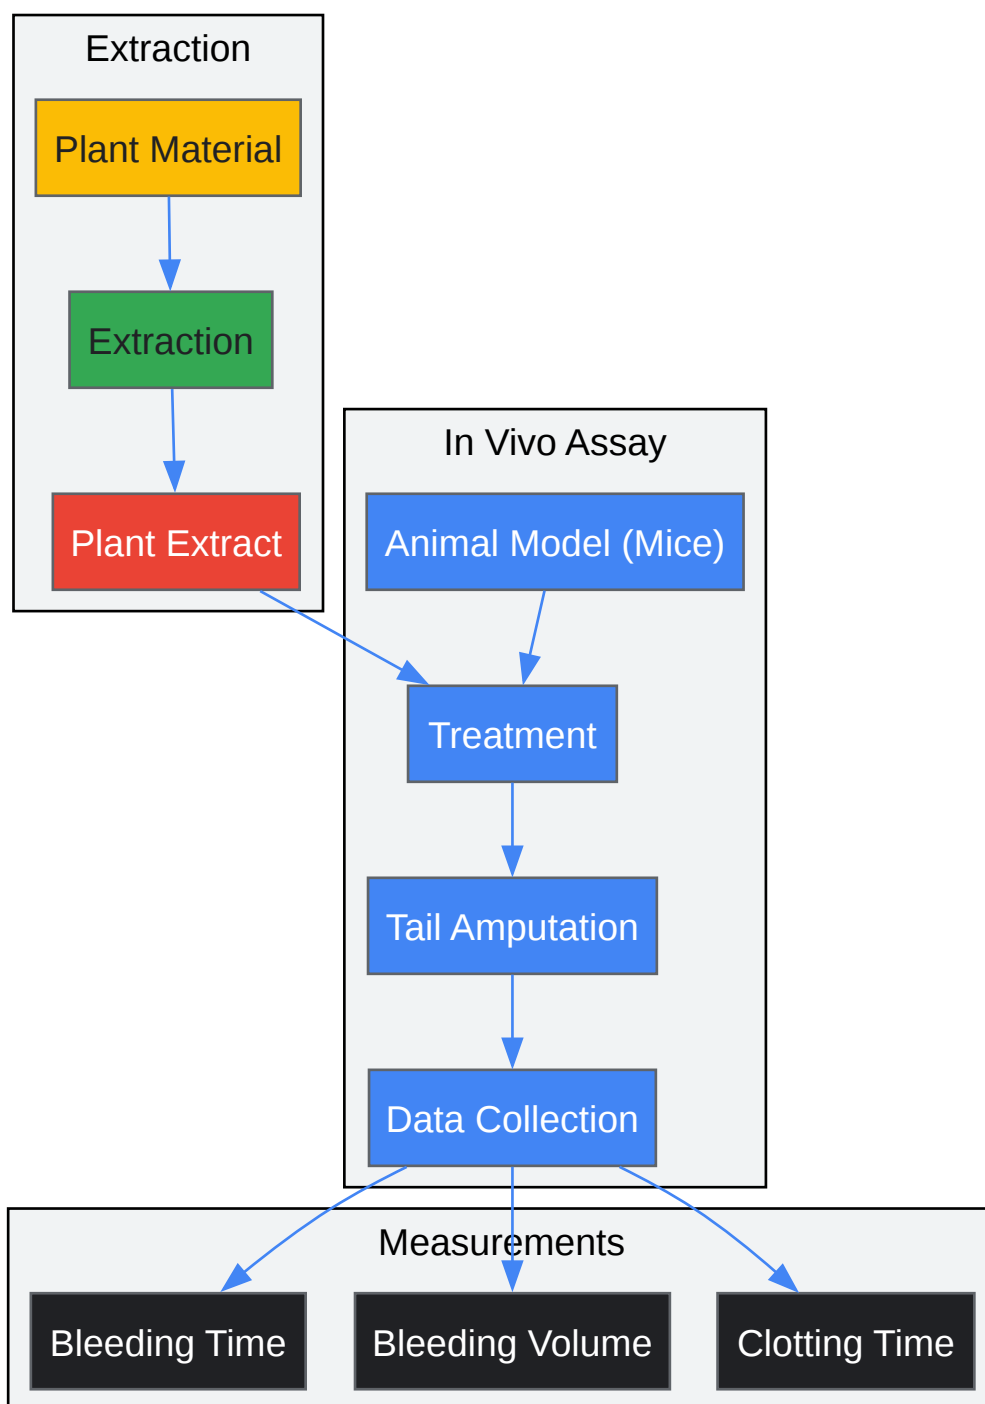 Extraction
Plant Material
Extraction
Plant Extract
In Vivo Assay
Animal Model (Mice)
Treatment
Tail Amputation
Data Collection
Measurements
Bleeding Time
Bleeding Volume
Clotting Time